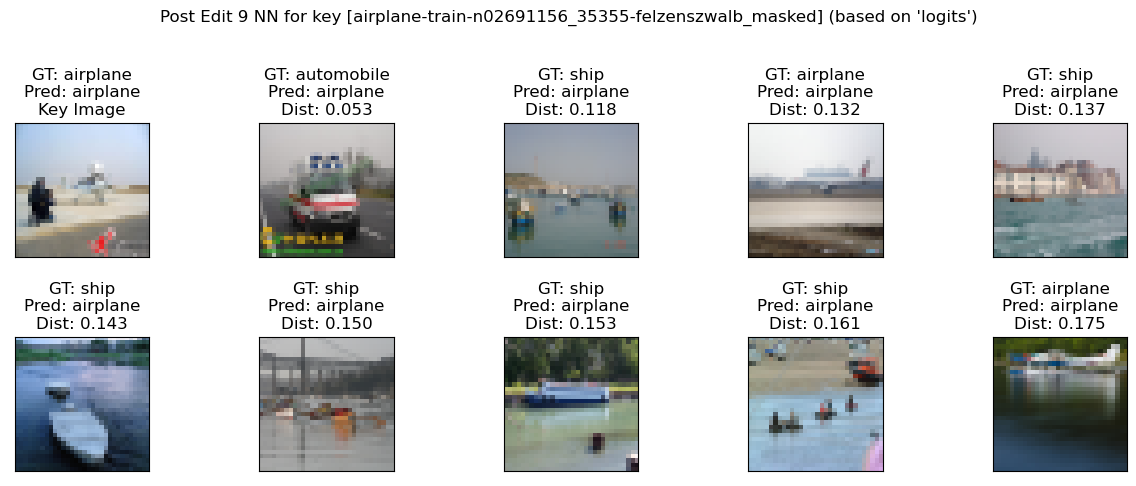 Post Edit 9 NN for key [airplane-train-n02691156_35355-felzenszwalb_masked] (based on 'logits')
GT: airplane
Pred: airplane
Key Image
GT: automobile
Pred: airplane
Dist: 0.053
GT: ship
Pred: airplane
Dist: 0.118
GT: airplane
Pred: airplane
Dist: 0.132
GT: ship
Pred: airplane
Dist: 0.137
GT: ship
Pred: airplane
Dist: 0.143
GT: ship
Pred: airplane
Dist: 0.150
GT: ship
Pred: airplane
Dist: 0.153
GT: ship
Pred: airplane
Dist: 0.161
GT: airplane
Pred: airplane
Dist: 0.175